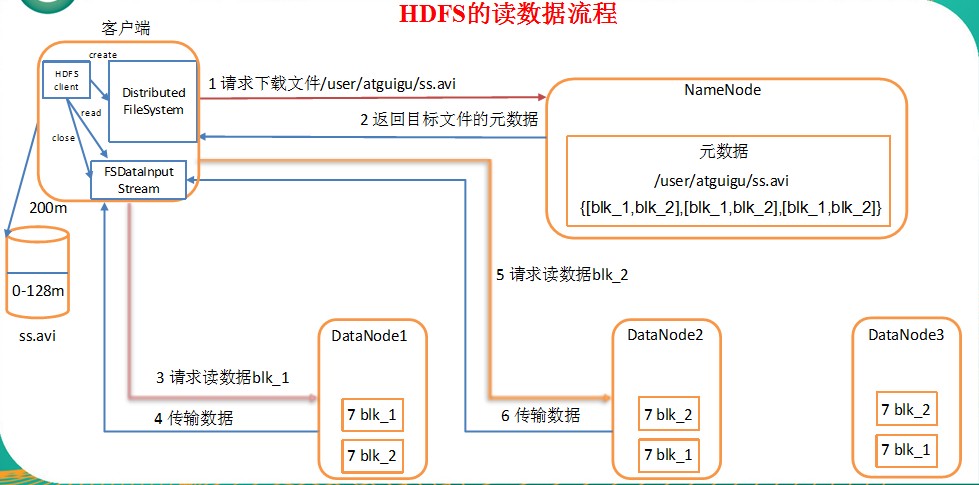 HDFS的读数据流程
客户端
create
HDFS
client
Distributed
FileSystem
read
close
FSDataInput
Stream
1 请求下载文件/user/atguigu/ss.avi
2 返回目标文件的元数据
NameNode
元数据
/user/atguigu/ss.avi
{[blk_1,blk_2],[blk_1,blk_2],[blk_1,blk_2]}
200m
0-128m
ss.avi
5 请求读数据blk_2
3 请求读数据blk_1
4 传输数据
6 传输数据
DataNode1
7 blk_1
7 blk_2
DataNode2
7 blk_2
7 blk_1
DataNode3
7 blk_2
7 blk_1